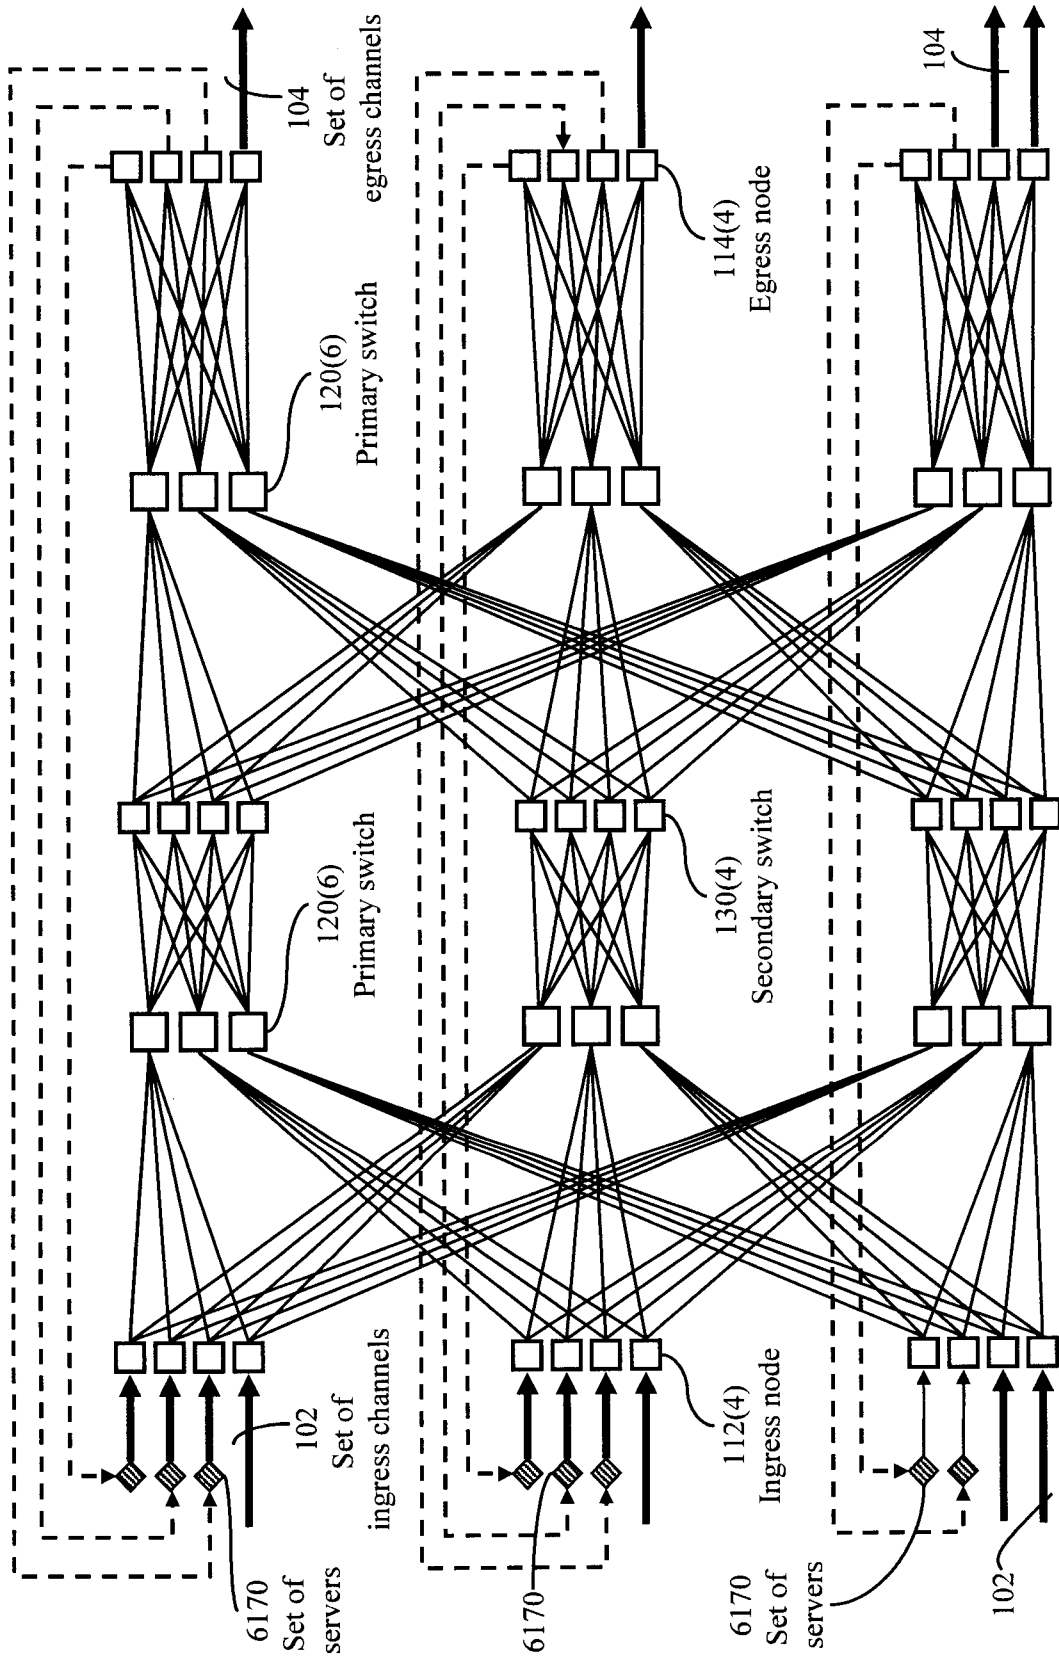 104
Set of
egress channels
120(6)
Primary switch
120(6)
Primary switch
102
Set of
ingress channels
6170
Set of
servers
114(4)
Egress node
130(4)
Secondary switch
112(4)
Ingress node
6170
104
6170
Set of
servers
102